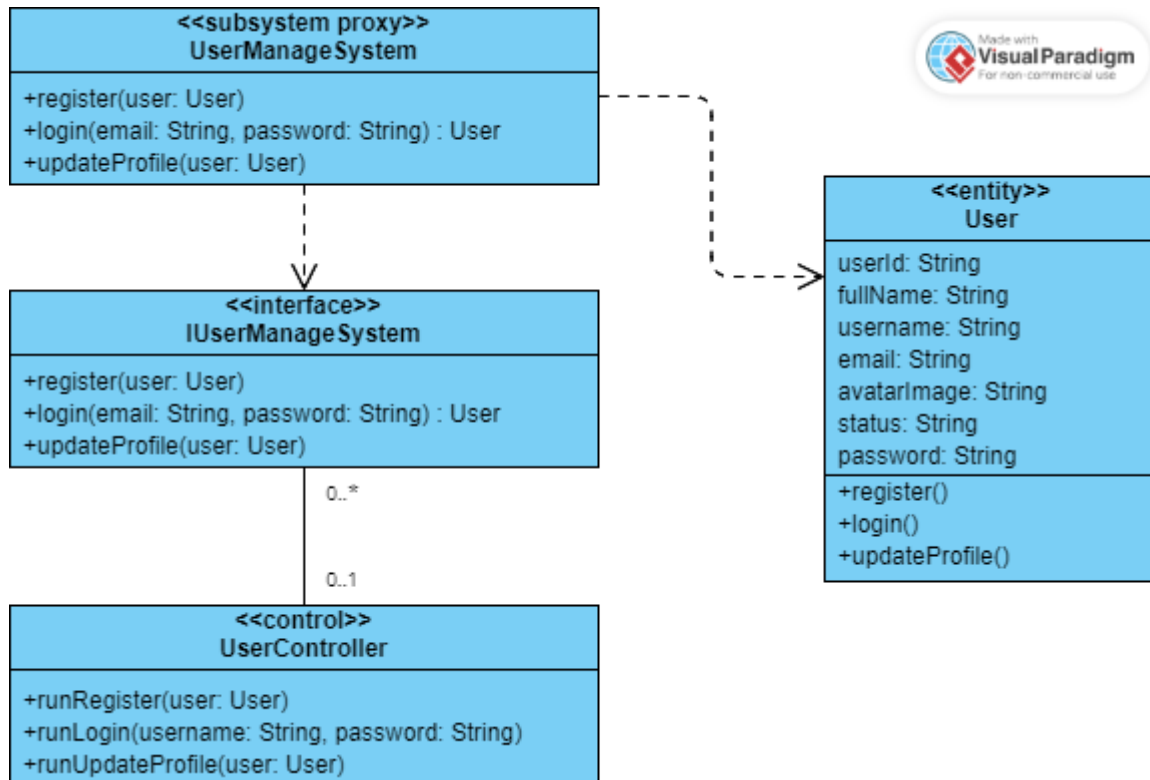 <<subsystem proxy>>
UserManageSystem
+register(user: User)
+login(email: String, password: String) : User
+updateProfile(user: User)
Made with
Visual Paradigm
For non-commercial use
<<entity>>
User
userId: String
fullName: String
username: String
email: String
avatarImage: String
status: String
password: String
+register()
+login()
+updateProfile()
<<interface>>
IUserManageSystem
+register(user: User)
+login(email: String, password: String) : User
+updateProfile(user: User)
0..*
0..1
<<control>>
UserController
+runRegister(user: User)
+runLogin(username: String, password: String)
+runUpdateProfile(user: User)